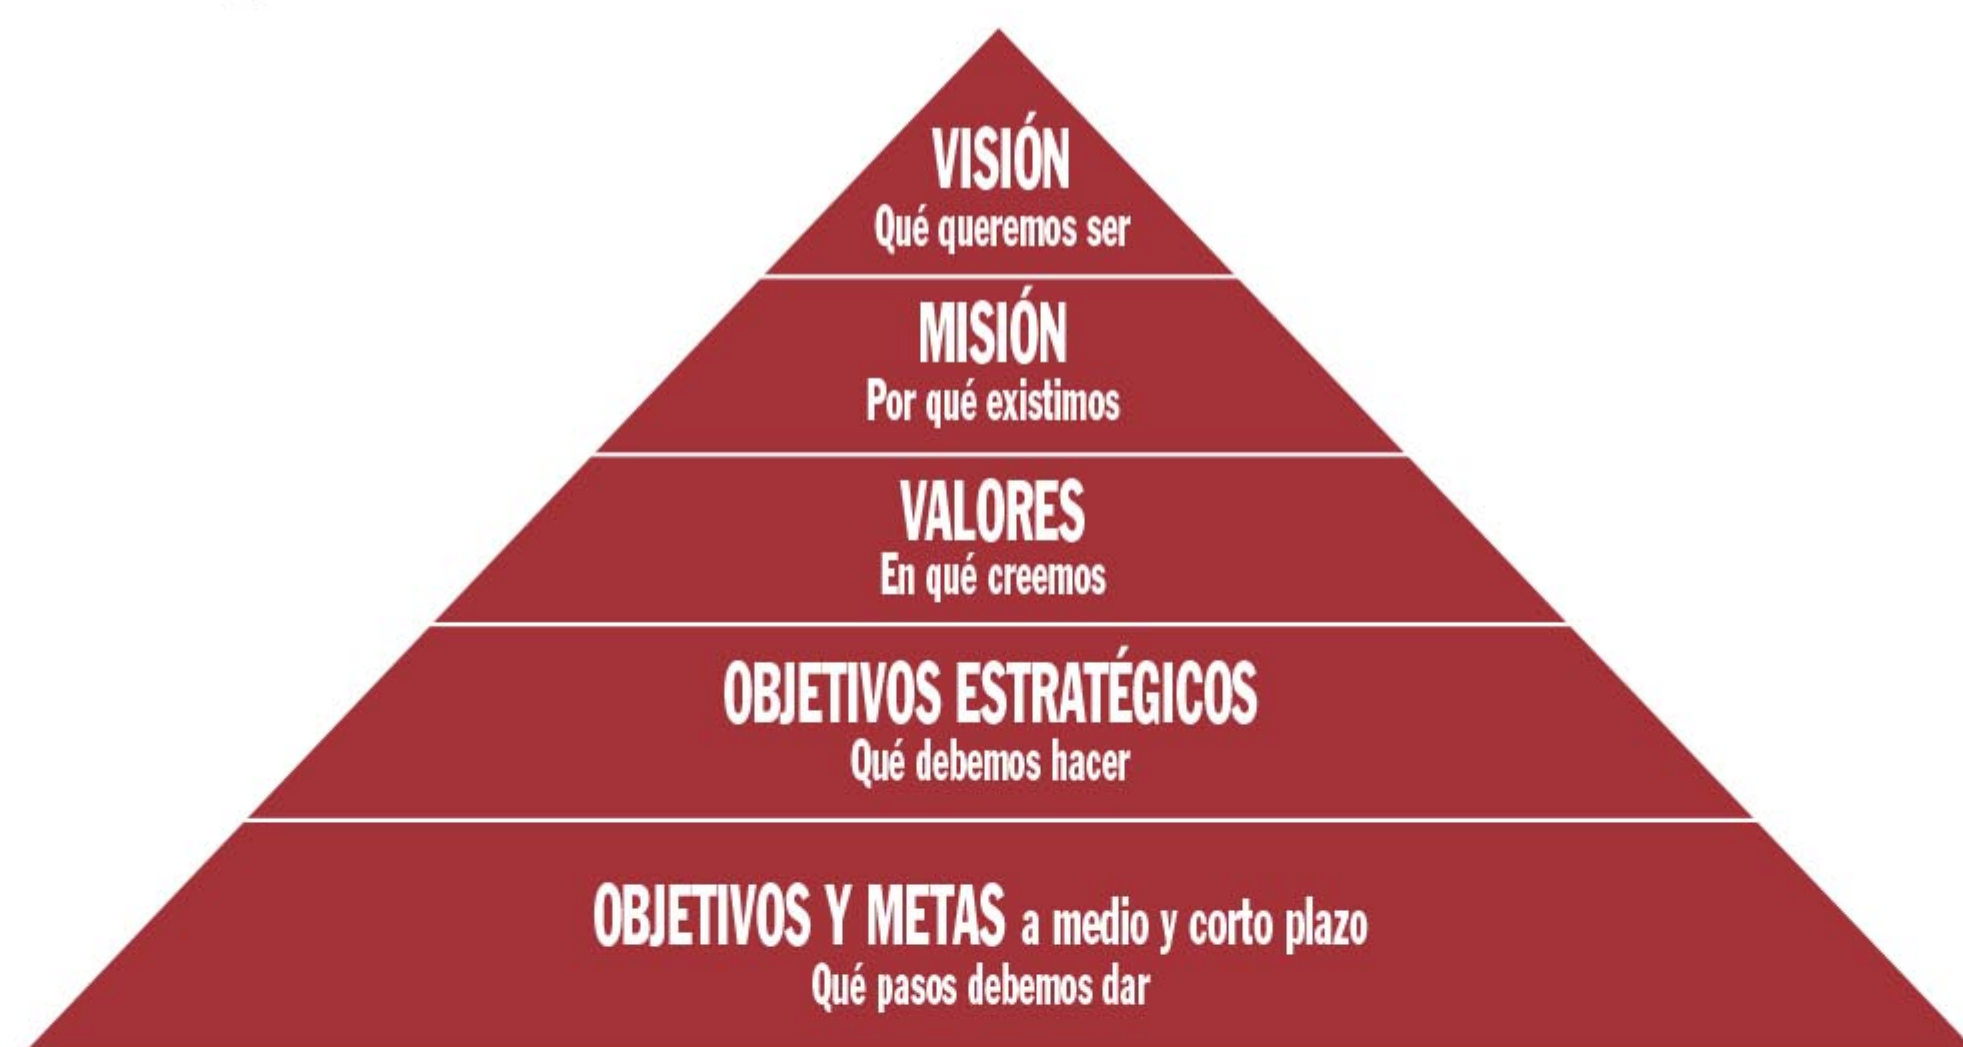 VISIÓN
Qué queremos ser
MISIÓN
Por qué existimos
VALORES
En qué creemos
OBJETIVOS ESTRATÉGICOS
Qué debemos hacer
OBJETIVOS Y METAS a medio y corto plazo
Qué pasos debemos dar